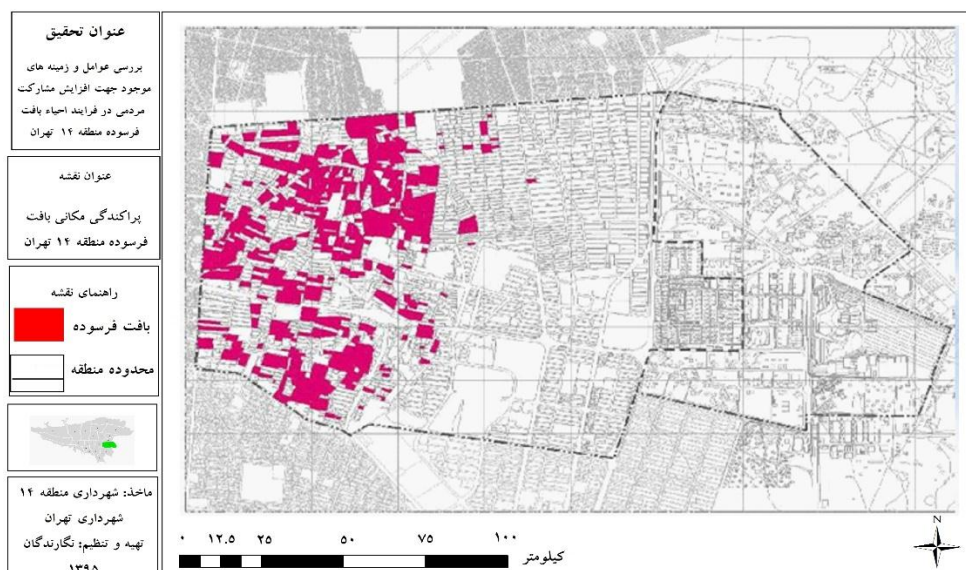 عنوان تحقیق
بررسی عوامل و زمینه های
موجود جهت افزایش مشارکت
مردمی در فرایند احیاء بافت
فرسوده منطقه ۱۴ تهران
عنوان نقشه
پراکندگی مکانی بافت
فرسوده منطقه ۱۴ تهران
راهنمای نقشه
بافت فرسوده
محدوده منطقه
ماخذ: شهرداری منطقه ۱۴
شهرداری تهران
تهیه و تنظیم: نگارندگان
۱۳۹۵
N
۰ ۱۲.۵ ۲۵ ۵۰ ۷۵ ۱۰۰
کیلومتر